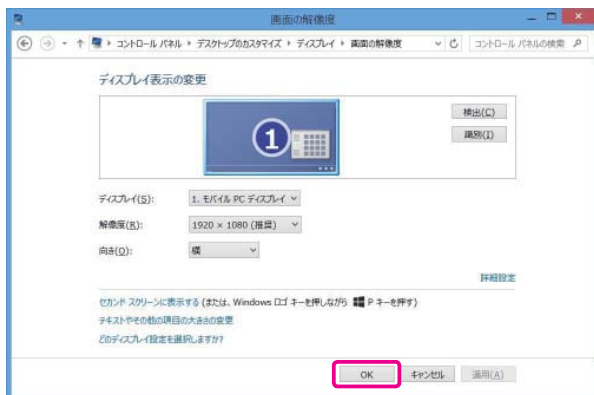 画面の解像度
コントロール パネル ▸ デスクトップのカスタマイズ ▸ ディスプレイ ▸ 画面の解像度
コントロール パネルの検索
ディスプレイ表示の変更
1
検出(C)
識別(I)
ディスプレイ(S): 1. モバイル PC ディスプレイ
解像度(R): 1920 × 1080 (推奨)
向き(O): 横
詳細設定
セカンド スクリーンに表示する (または、Windows ロゴ キーを押しながら P キーを押す)
テキストやその他の項目の大きさの変更
どのディスプレイ設定を選択しますか?
OK キャンセル 適用(A)